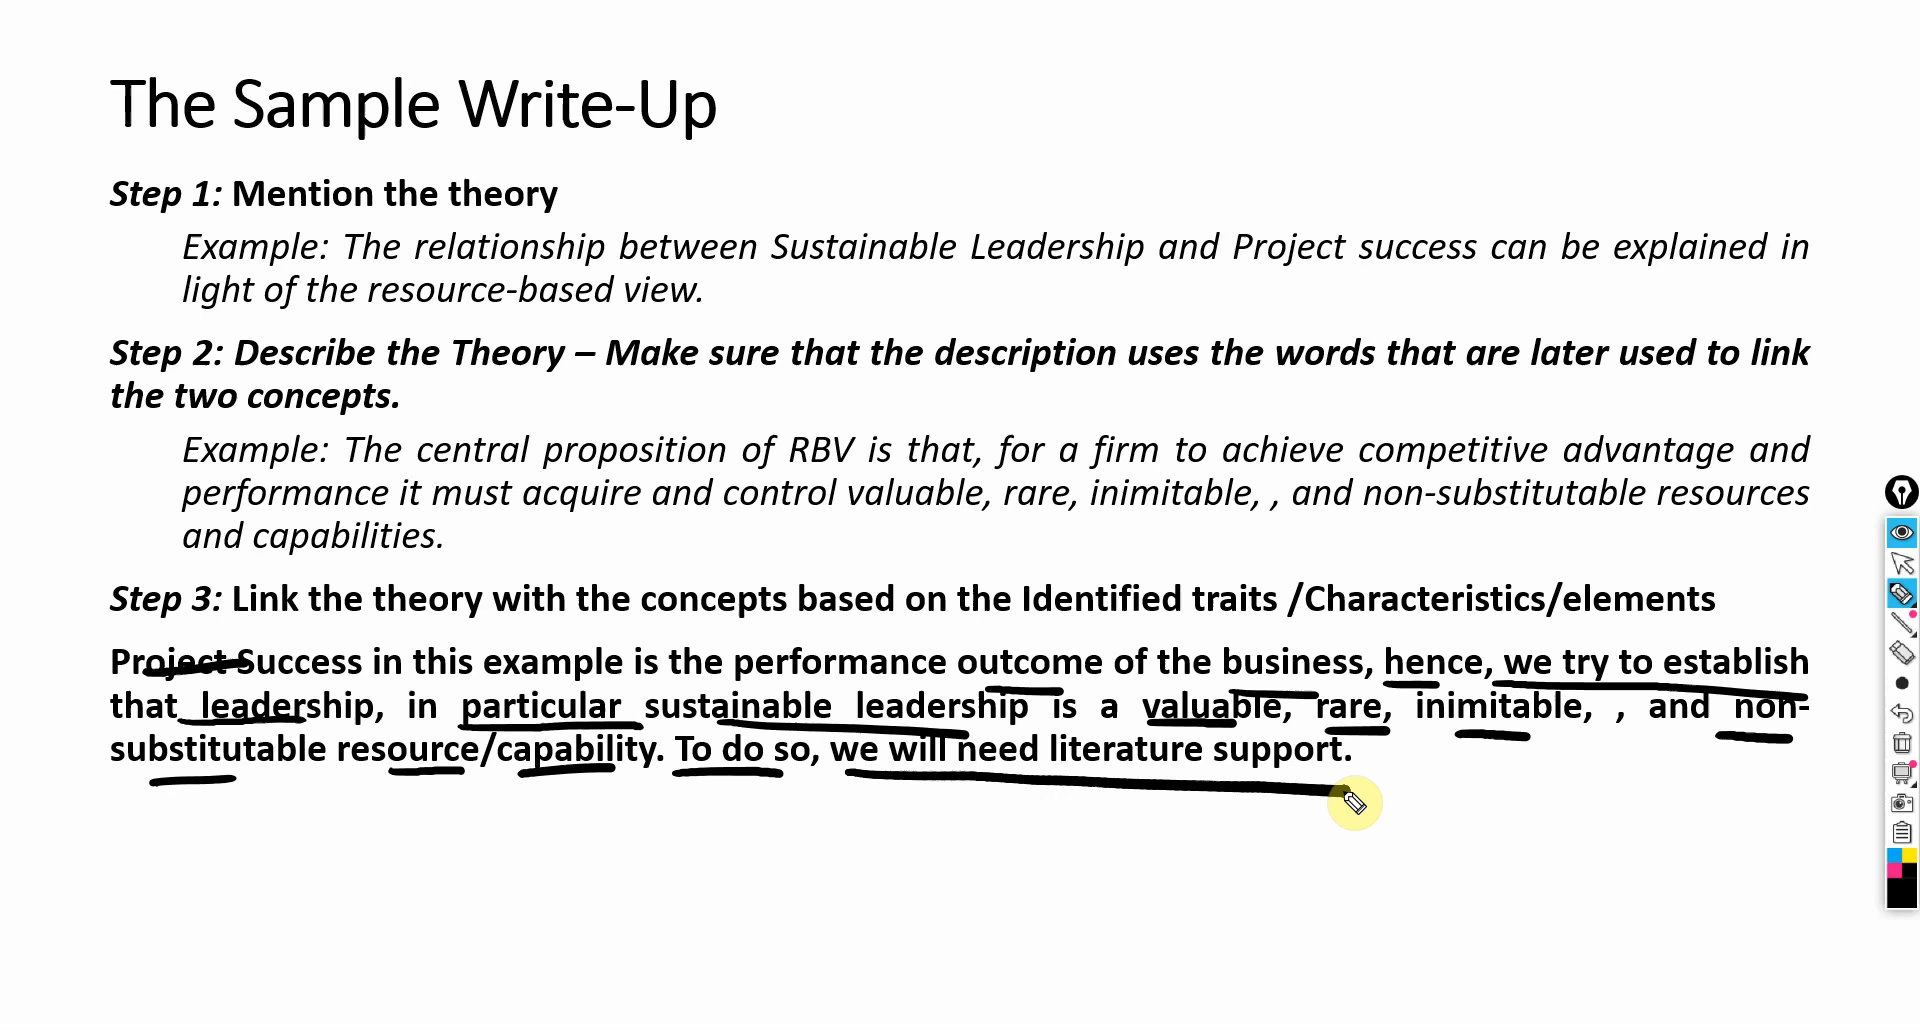 The Sample Write-Up
Step 1: Mention the theory
Example: The relationship between Sustainable Leadership and Project success can be explained in
light of the resource-based view.
Step 2: Describe the Theory – Make sure that the description uses the words that are later used to link
the two concepts.
Example: The central proposition of RBV is that, for a firm to achieve competitive advantage and
performance it must acquire and control valuable, rare, inimitable, , and non-substitutable resources
and capabilities.
Step 3: Link the theory with the concepts based on the Identified traits /Characteristics/elements
Project Success in this example is the performance outcome of the business, hence, we try to establish
that leadership, in particular sustainable leadership is a valuable, rare, inimitable, , and non-
substitutable resource/capability. To do so, we will need literature support.